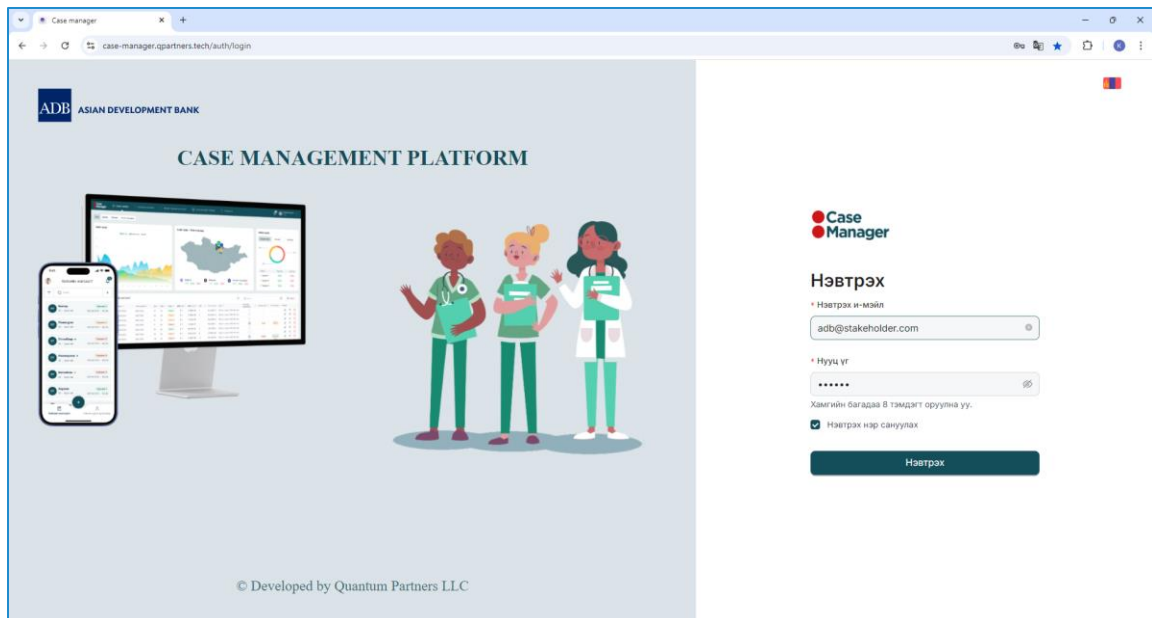 Case manager
case-manager.qpartners.tech/auth/login
ADB ASIAN DEVELOPMENT BANK
CASE MANAGEMENT PLATFORM
© Developed by Quantum Partners LLC
Case
Manager
Нэвтрэх
* Нэвтрэх и-мэйл
adb@stakeholder.com
* Нууц үг
••••••
Хамгийн багадаа 8 тэмдэгт оруулна уу.
Нэвтрэх нэр сануулах
Нэвтрэх